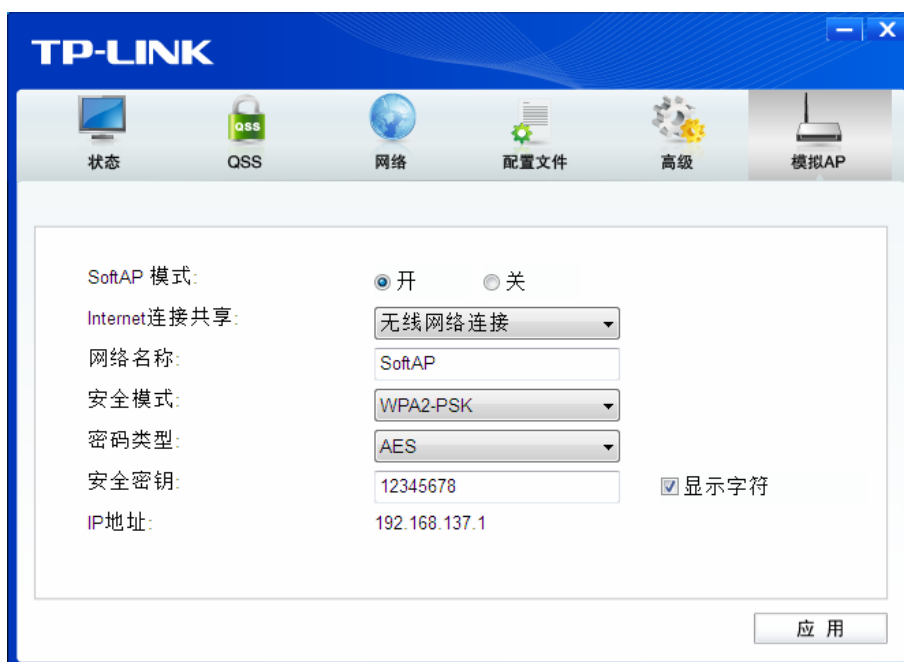 TP-LINK
QSS
状态 QSS 网络 配置文件 高级 模拟AP
SoftAP 模式: 开 关
Internet连接共享: 无线网络连接
网络名称: SoftAP
安全模式: WPA2-PSK
密码类型: AES
安全密钥: 12345678 显示字符
IP地址: 192.168.137.1
应 用